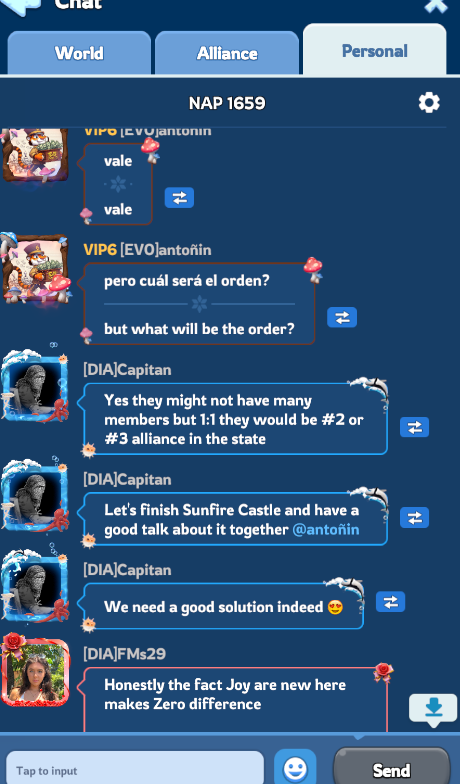 Chat
World
Alliance
Personal
NAP 1659
VIP6 [EVO]antoñin
vale
vale
VIP6 [EVO]antoñin
pero cuál será el orden?
but what will be the order?
[DIA]Capitan
Yes they might not have many
members but 1:1 they would be #2 or
#3 alliance in the state
[DIA]Capitan
Let's finish Sunfire Castle and have a
good talk about it together @antoñin
[DIA]Capitan
We need a good solution indeed 😍
[DIA]FMs29
Honestly the fact Joy are new here
makes Zero difference
Tap to input
Send